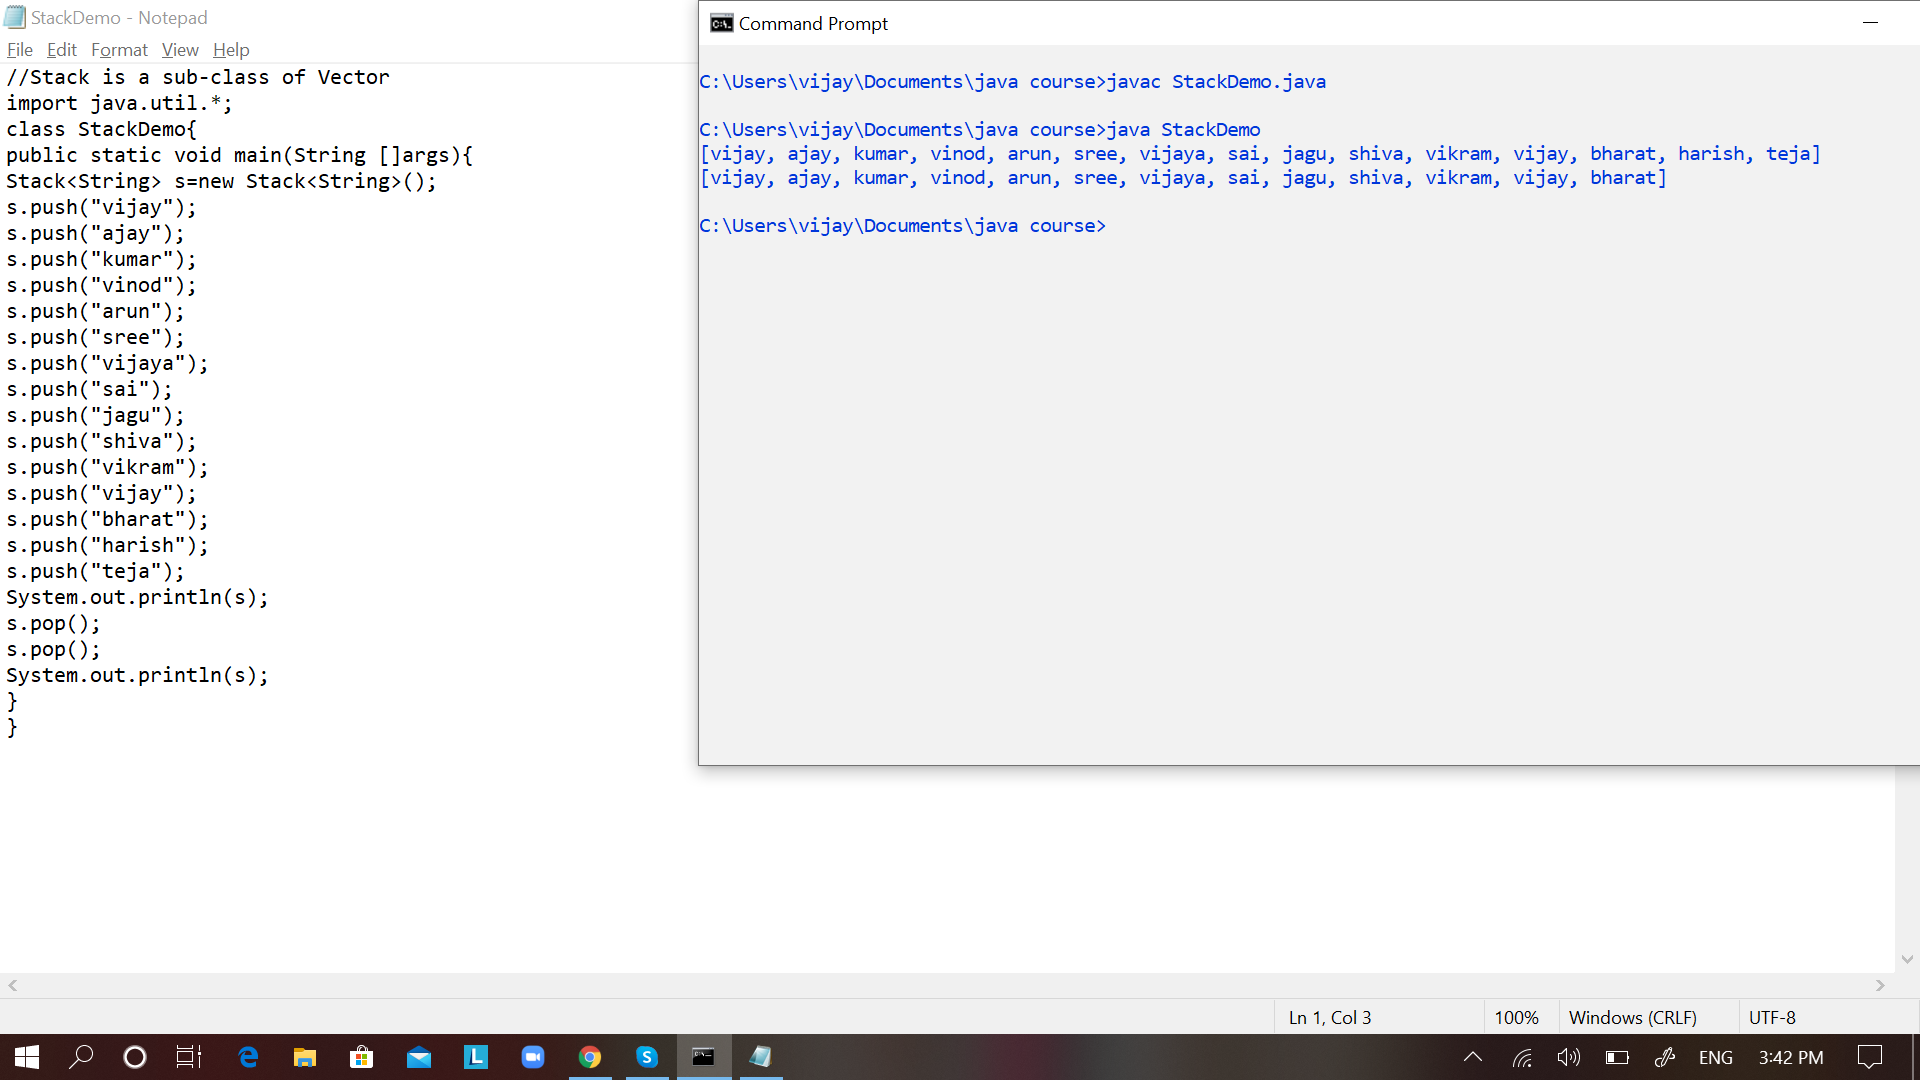 StackDemo - Notepad
File Edit Format View Help
//Stack is a sub-class of Vector
import java.util.*;
class StackDemo{
public static void main(String []args){
Stack<String> s=new Stack<String>();
s.push("vijay");
s.push("ajay");
s.push("kumar");
s.push("vinod");
s.push("arun");
s.push("sree");
s.push("vijaya");
s.push("sai");
s.push("jagu");
s.push("shiva");
s.push("vikram");
s.push("vijay");
s.push("bharat");
s.push("harish");
s.push("teja");
System.out.println(s);
s.pop();
s.pop();
System.out.println(s);
}
}
Command Prompt
C:\Users\vijay\Documents\java course>javac StackDemo.java
C:\Users\vijay\Documents\java course>java StackDemo
[vijay, ajay, kumar, vinod, arun, sree, vijaya, sai, jagu, shiva, vikram, vijay, bharat, harish, teja]
[vijay, ajay, kumar, vinod, arun, sree, vijaya, sai, jagu, shiva, vikram, vijay, bharat]
C:\Users\vijay\Documents\java course>
Ln 1, Col 3 100% Windows (CRLF) UTF-8
ENG 3:42 PM